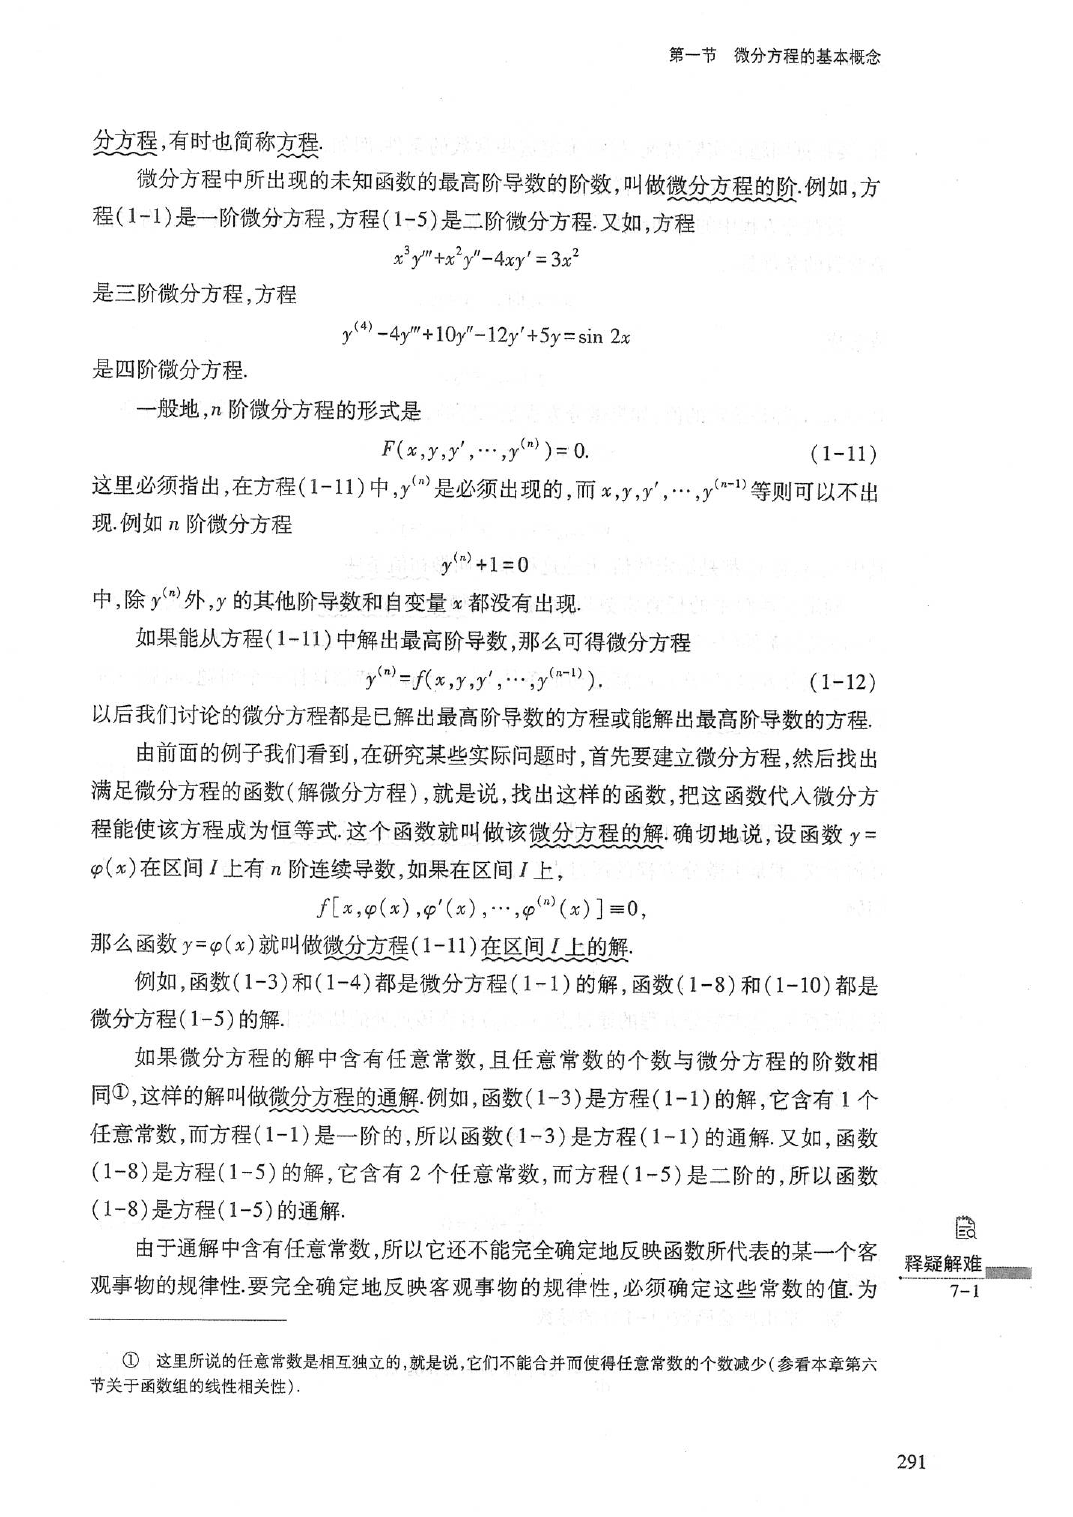 第一节 微分方程的基本概念
分方程,有时也简称方程.
微分方程中所出现的未知函数的最高阶导数的阶数,叫做微分方程的阶.例如,方
程(1-1)是一阶微分方程,方程(1-5)是二阶微分方程.又如,方程
x³y‴+x²y″-4xy′=3x²
是三阶微分方程,方程
y⁽⁴⁾-4y‴+10y″-12y′+5y=sin 2x
是四阶微分方程.
一般地,n 阶微分方程的形式是
F(x,y,y′,⋯,y⁽ⁿ⁾)=0. (1-11)
这里必须指出,在方程(1-11)中,y⁽ⁿ⁾是必须出现的,而 x,y,y′,⋯,y⁽ⁿ⁻¹⁾等则可以不出
现.例如 n 阶微分方程
y⁽ⁿ⁾+1=0
中,除 y⁽ⁿ⁾外,y 的其他阶导数和自变量 x 都没有出现.
如果能从方程(1-11)中解出最高阶导数,那么可得微分方程
y⁽ⁿ⁾=f(x,y,y′,⋯,y⁽ⁿ⁻¹⁾). (1-12)
以后我们讨论的微分方程都是已解出最高阶导数的方程或能解出最高阶导数的方程.
由前面的例子我们看到,在研究某些实际问题时,首先要建立微分方程,然后找出
满足微分方程的函数(解微分方程),就是说,找出这样的函数,把这函数代入微分方
程能使该方程成为恒等式.这个函数就叫做该微分方程的解.确切地说,设函数 y=
φ(x)在区间 I 上有 n 阶连续导数,如果在区间 I 上,
f[x,φ(x),φ′(x),⋯,φ⁽ⁿ⁾(x)]≡0,
那么函数 y=φ(x)就叫做微分方程(1-11)在区间 I 上的解.
例如,函数(1-3)和(1-4)都是微分方程(1-1)的解,函数(1-8)和(1-10)都是
微分方程(1-5)的解.
如果微分方程的解中含有任意常数,且任意常数的个数与微分方程的阶数相
同①,这样的解叫做微分方程的通解.例如,函数(1-3)是方程(1-1)的解,它含有 1 个
任意常数,而方程(1-1)是一阶的,所以函数(1-3)是方程(1-1)的通解.又如,函数
(1-8)是方程(1-5)的解,它含有 2 个任意常数,而方程(1-5)是二阶的,所以函数
(1-8)是方程(1-5)的通解.
由于通解中含有任意常数,所以它还不能完全确定地反映函数所代表的某一个客
观事物的规律性.要完全确定地反映客观事物的规律性,必须确定这些常数的值.为
释疑解难
7-1
① 这里所说的任意常数是相互独立的,就是说,它们不能合并而使得任意常数的个数减少(参看本章第六
节关于函数组的线性相关性).
291